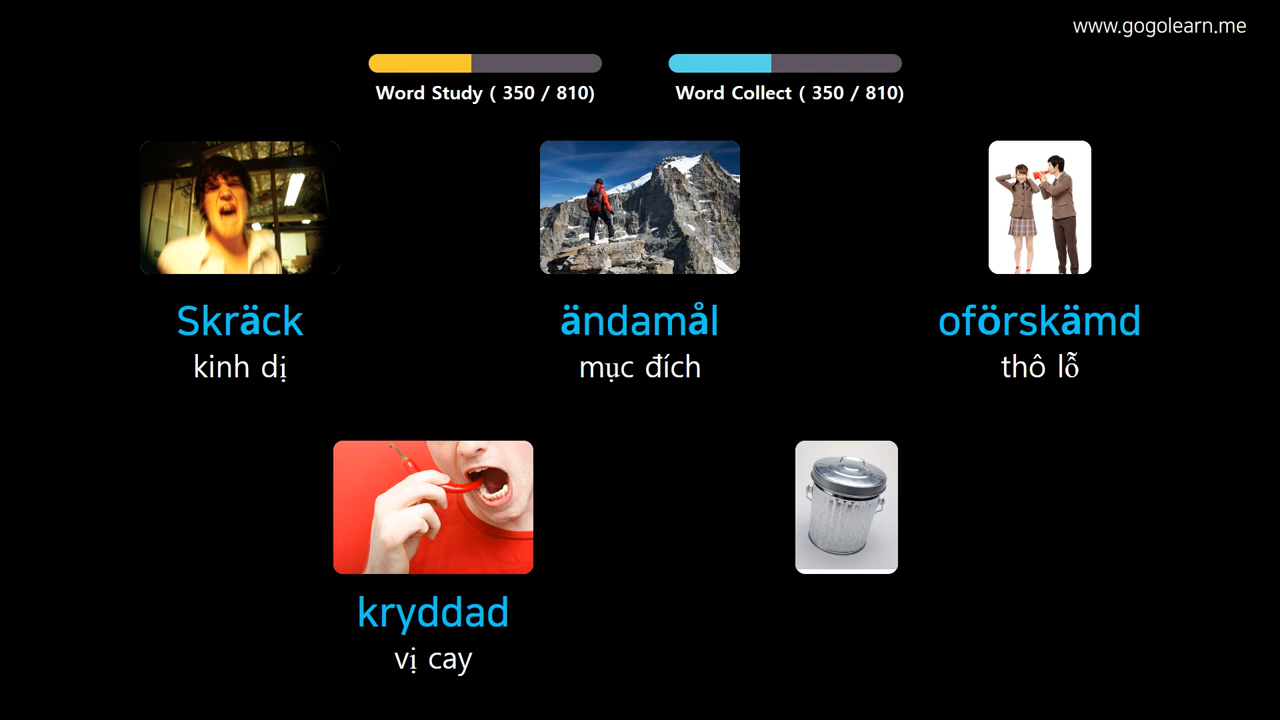 www.gogolearn.me
Word Study ( 350 / 810)
Word Collect ( 350 / 810)
Skräck
kinh dị
ändamål
mục đích
oförskämd
thô lỗ
kryddad
vị cay